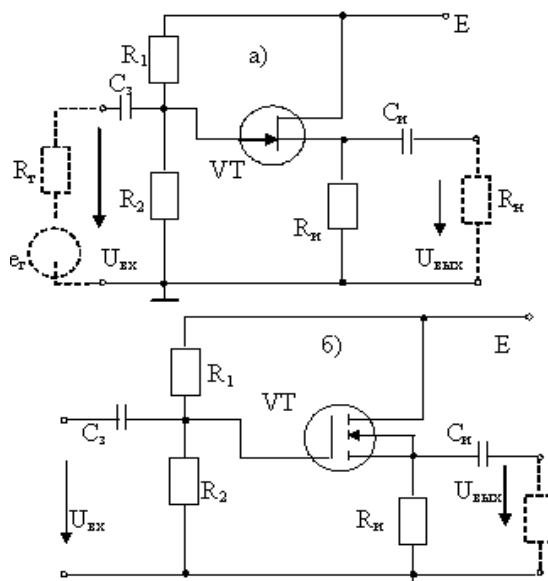 а)
E
R₁
Cз
Cи
VT
Rг
R₂
Rи
Rн
eг
Uвх
Uвых
б)
E
R₁
VT
Cз
Cи
R₂
Uвх
Rи
Uвых